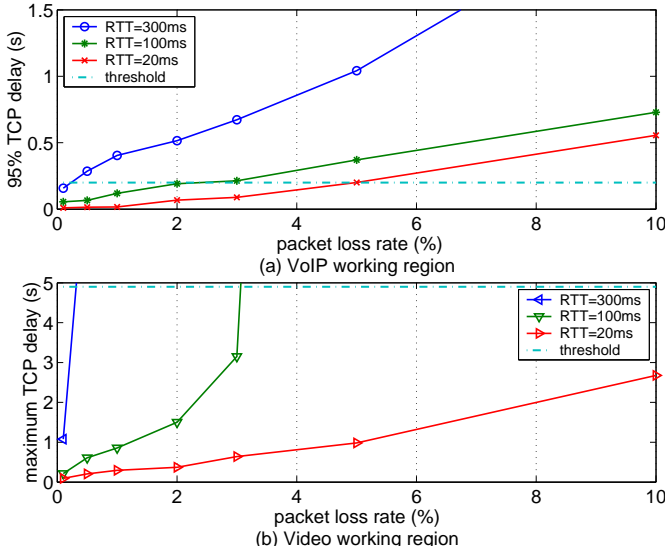 1.5
1
0.5
0
95% TCP delay (s)
RTT=300ms
RTT=100ms
RTT=20ms
threshold
0 2 4 6 8 10
packet loss rate (%)
(a) VoIP working region
5
4
3
2
1
0
maximum TCP delay (s)
RTT=300ms
RTT=100ms
RTT=20ms
threshold
0 2 4 6 8 10
packet loss rate (%)
(b) Video working region